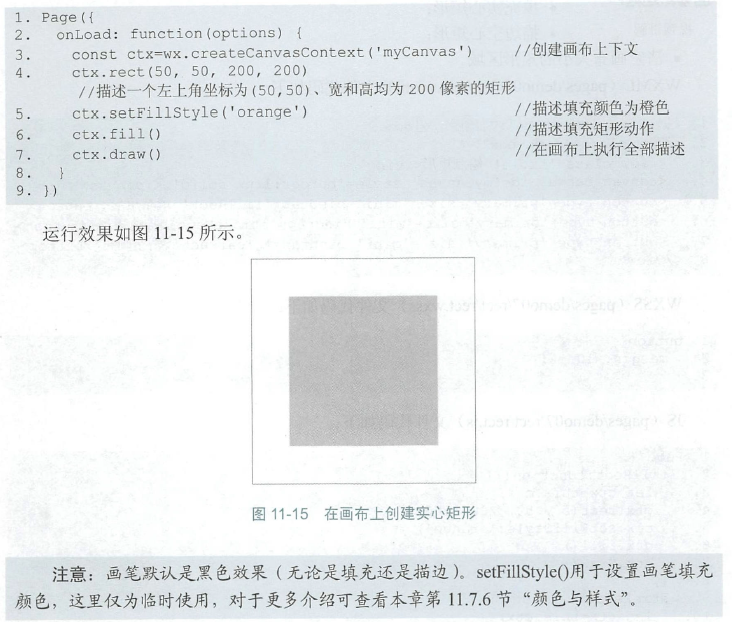 1. Page({
2. onLoad: function(options) {
3. const ctx=wx.createCanvasContext('myCanvas') //创建画布上下文
4. ctx.rect(50, 50, 200, 200)
//描述一个左上角坐标为(50,50)、宽和高均为200像素的矩形
5. ctx.setFillStyle('orange') //描述填充颜色为橙色
6. ctx.fill() //描述填充矩形动作
7. ctx.draw() //在画布上执行全部描述
8. }
9. })
运行效果如图 11-15 所示。
图 11-15 在画布上创建实心矩形
注意：画笔默认是黑色效果（无论是填充还是描边）。setFillStyle()用于设置画笔填充
颜色，这里仅为临时使用，对于更多介绍可查看本章第 11.7.6 节“颜色与样式”。